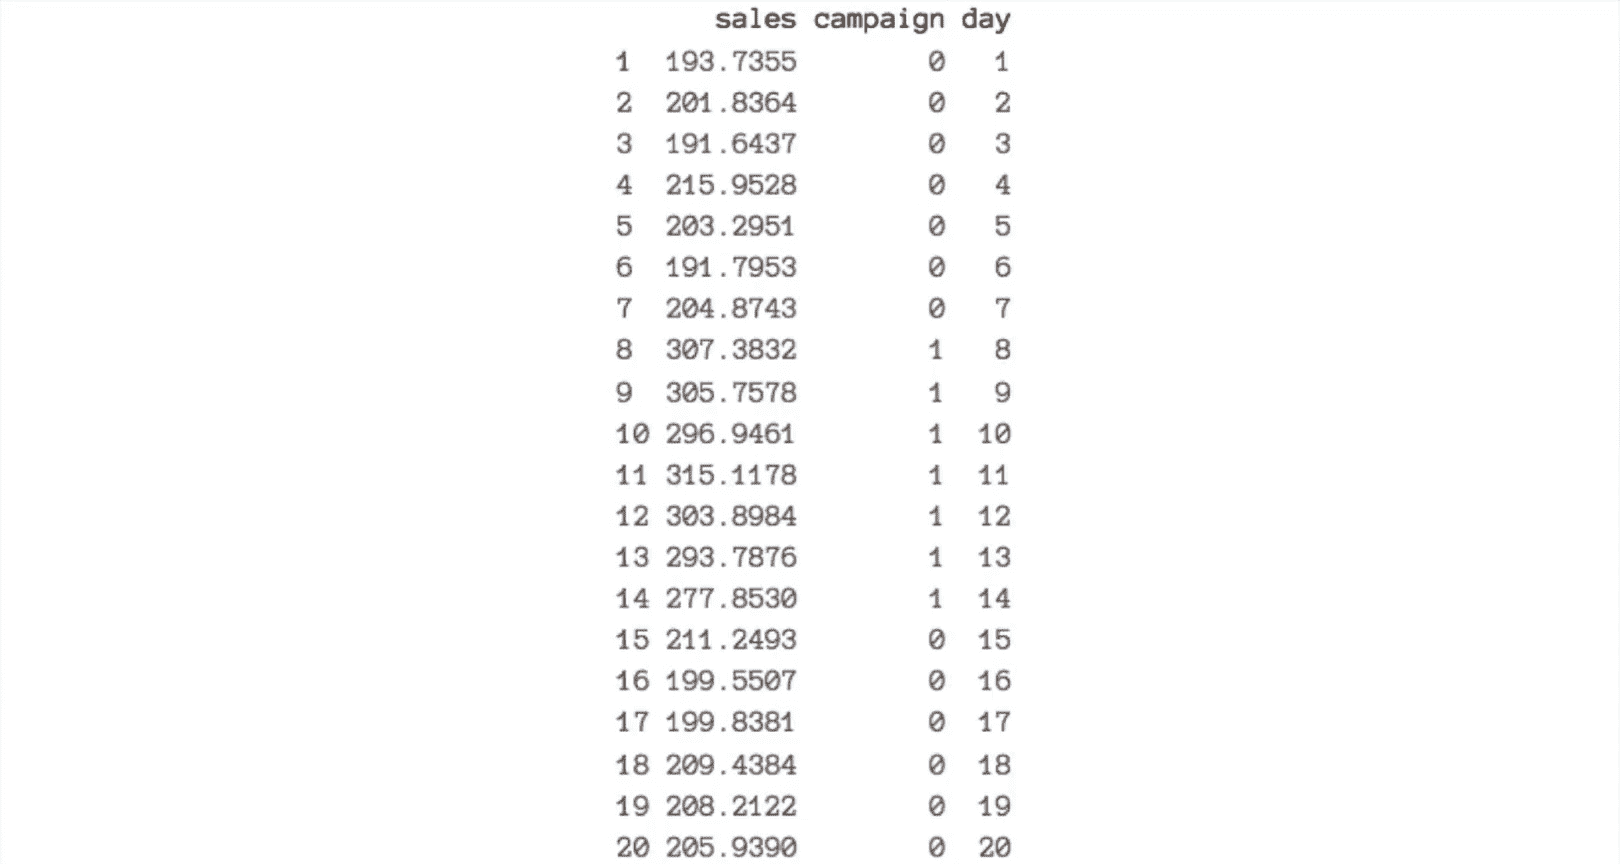 sales campaign day
1 193.7355 0 1
2 201.8364 0 2
3 191.6437 0 3
4 215.9528 0 4
5 203.2951 0 5
6 191.7953 0 6
7 204.8743 0 7
8 307.3832 1 8
9 305.7578 1 9
10 296.9461 1 10
11 315.1178 1 11
12 303.8984 1 12
13 293.7876 1 13
14 277.8530 1 14
15 211.2493 0 15
16 199.5507 0 16
17 199.8381 0 17
18 209.4384 0 18
19 208.2122 0 19
20 205.9390 0 20